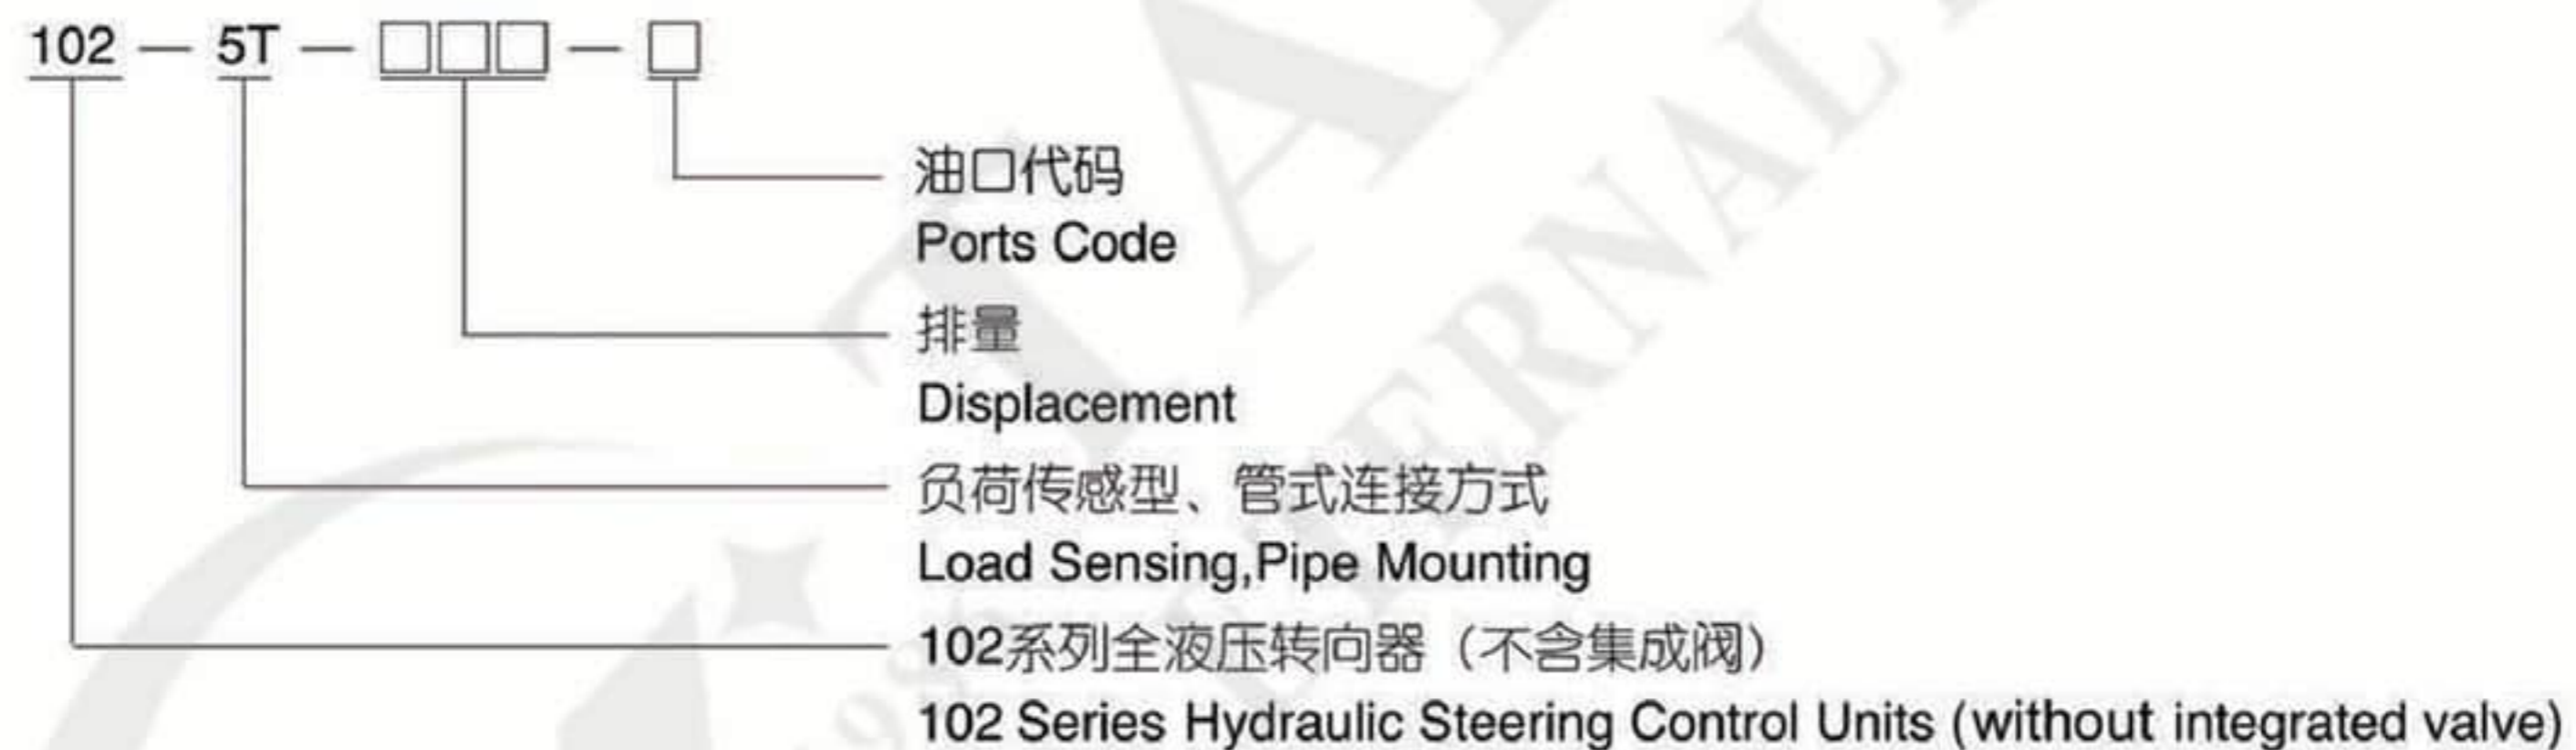 102 — 5T — □□□ — □
油口代码
Ports Code
排量
Displacement
负荷传感型、管式连接方式
Load Sensing,Pipe Mounting
102系列全液压转向器（不含集成阀）
102 Series Hydraulic Steering Control Units (without integrated valve)